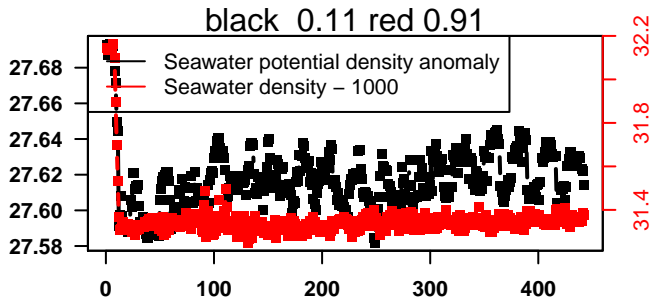 black 0.11 red 0.91
Seawater potential density anomaly
Seawater density − 1000
27.68
27.66
27.64
27.62
27.60
27.58
32.2
31.8
31.4
0 100 200 300 400